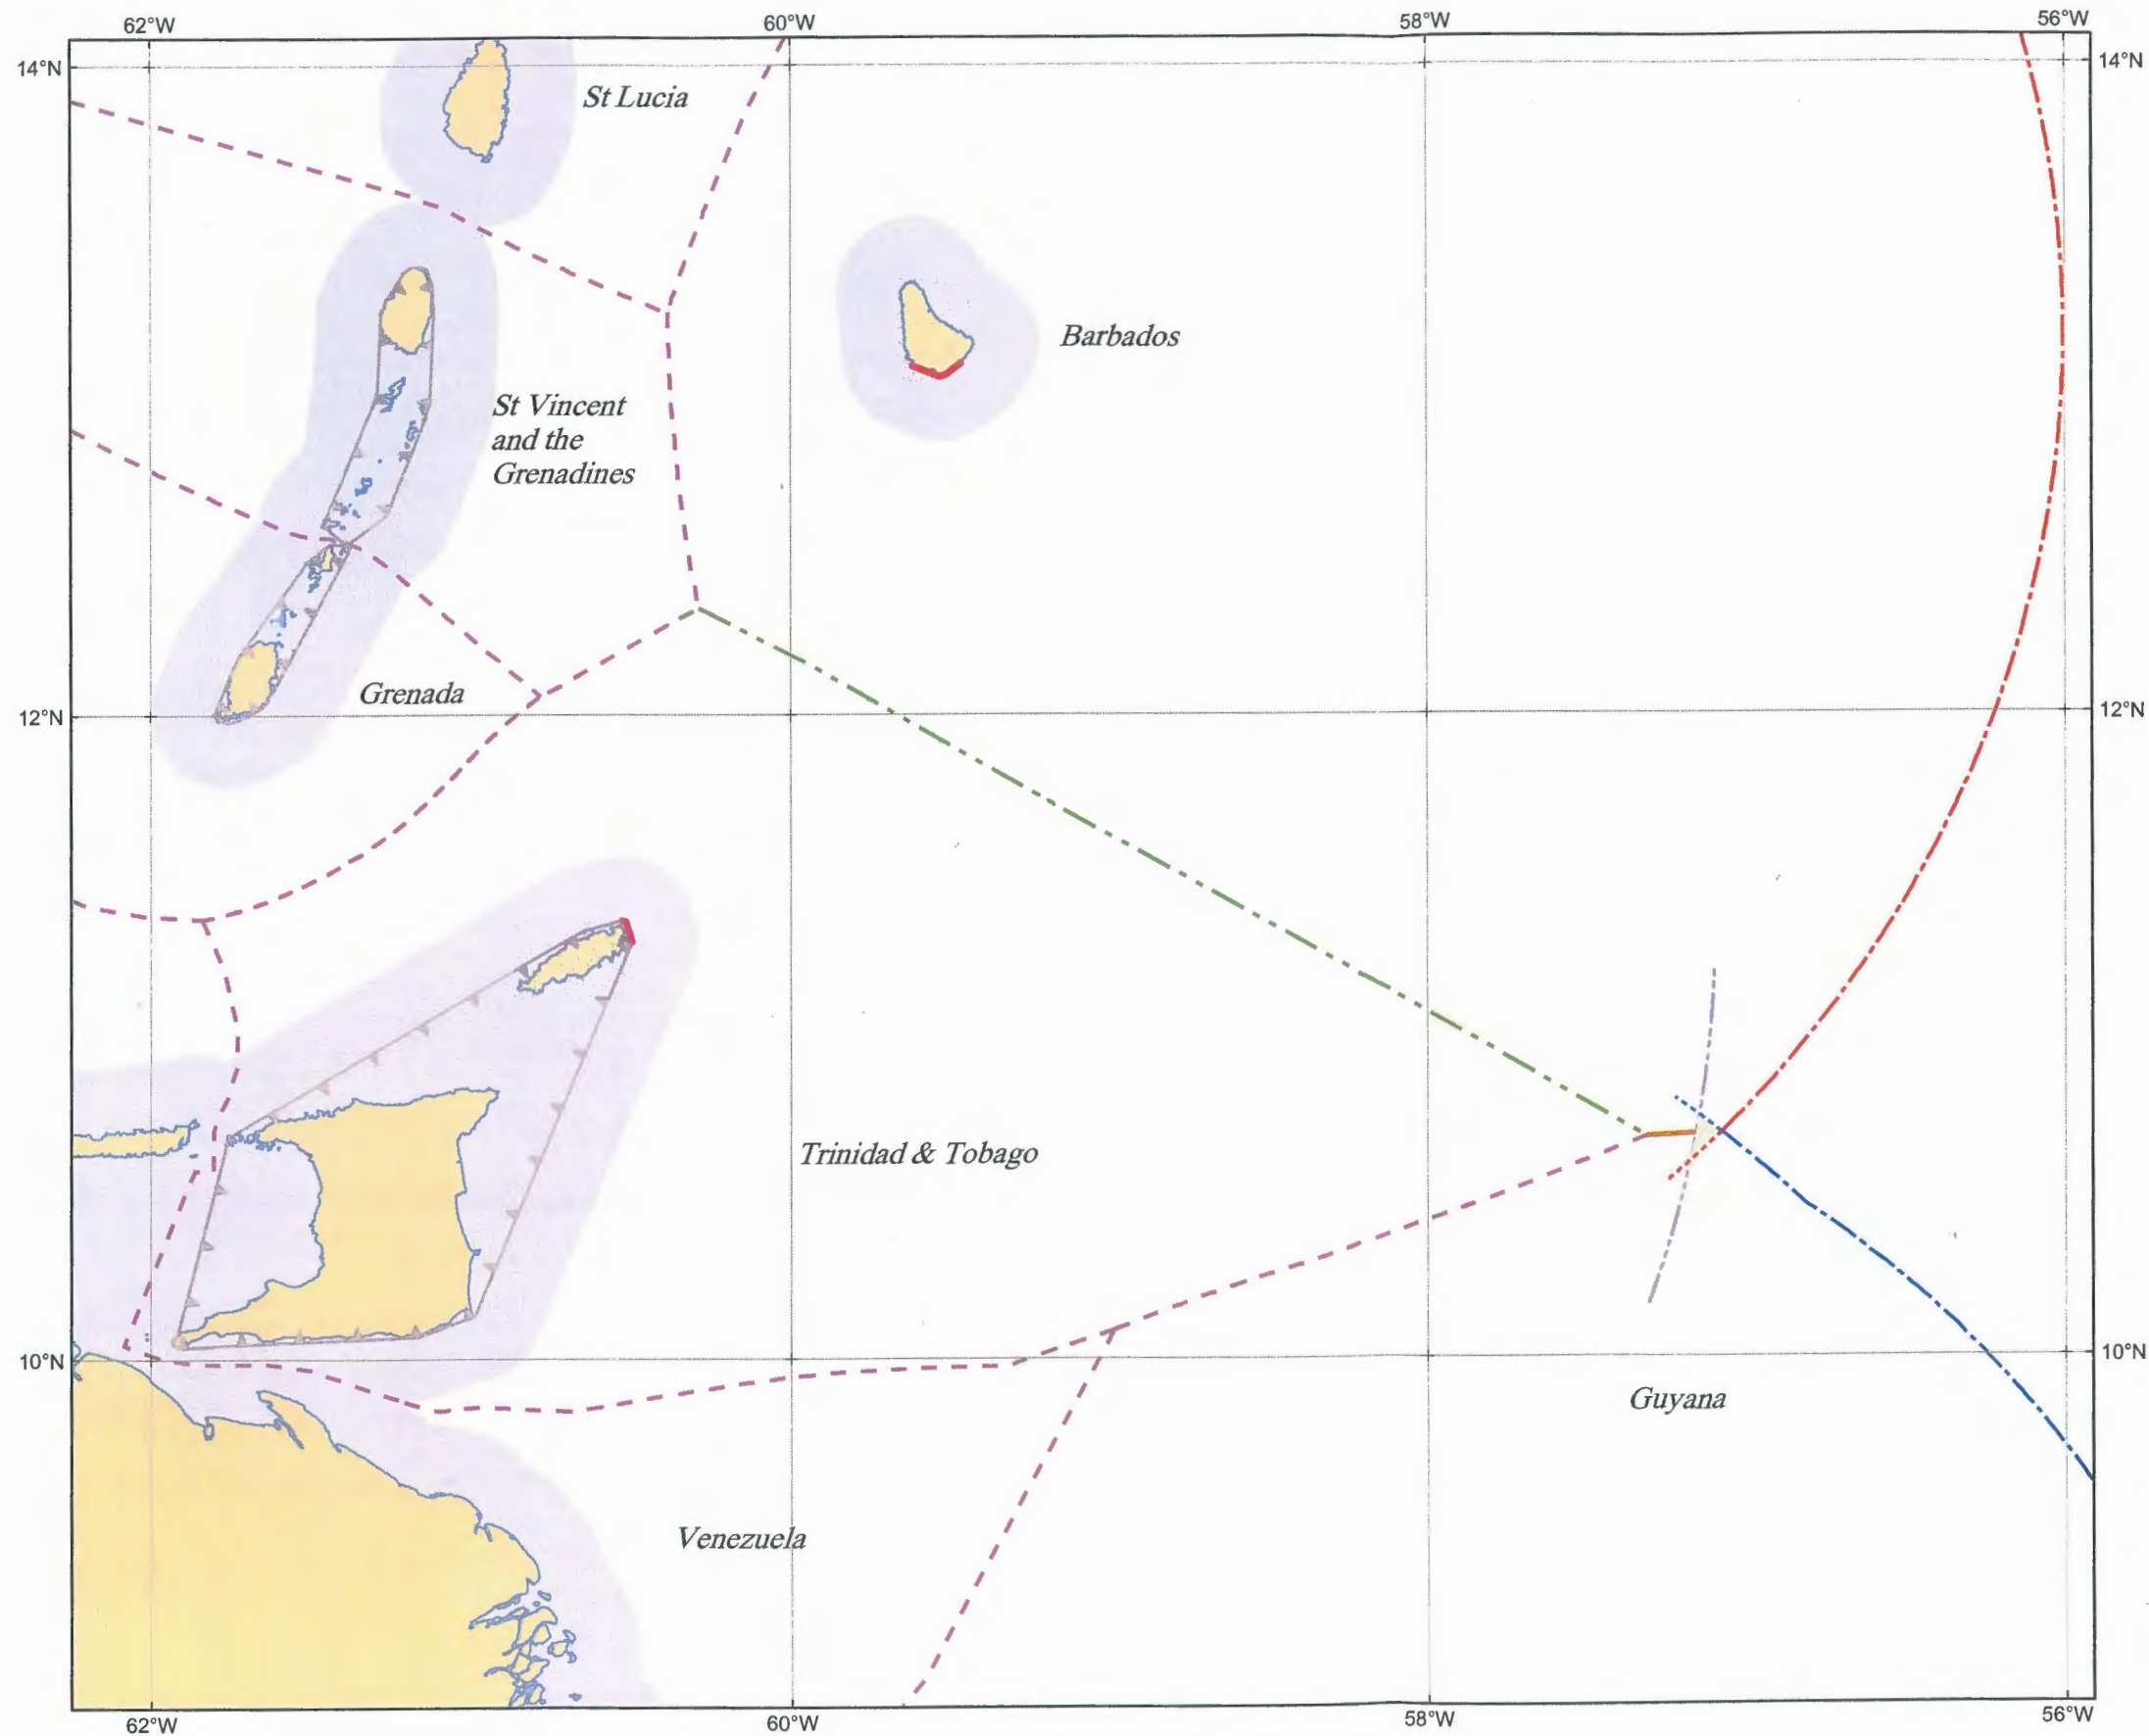 62°W
60°W
58°W
56°W
14°N
14°N
St Lucia
Barbados
St Vincent
and the
Grenadines
Grenada
12°N
12°N
Trinidad & Tobago
10°N
10°N
Guyana
Venezuela
62°W
60°W
58°W
56°W